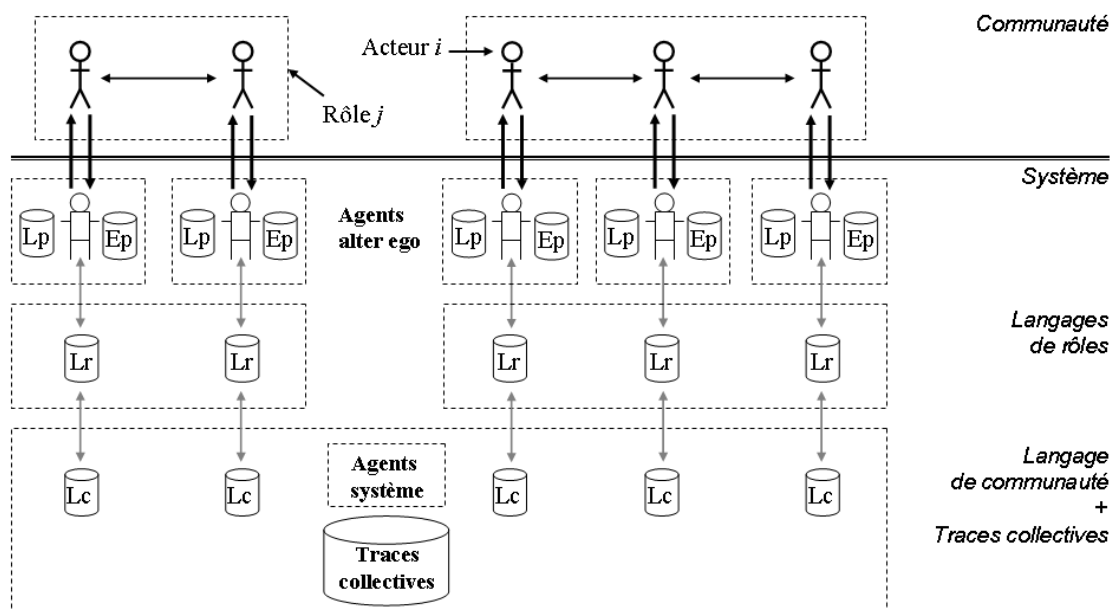 Communauté
Acteur i
Rôle j
Système
Lp Ep Lp Ep Agents alter ego Lp Ep Lp Ep Lp Ep
Langages
de rôles
Lr Lr Lr Lr Lr
Langage
de communauté
+
Traces collectives
Agents
système
Lc Lc Lc Lc Lc
Traces
collectives